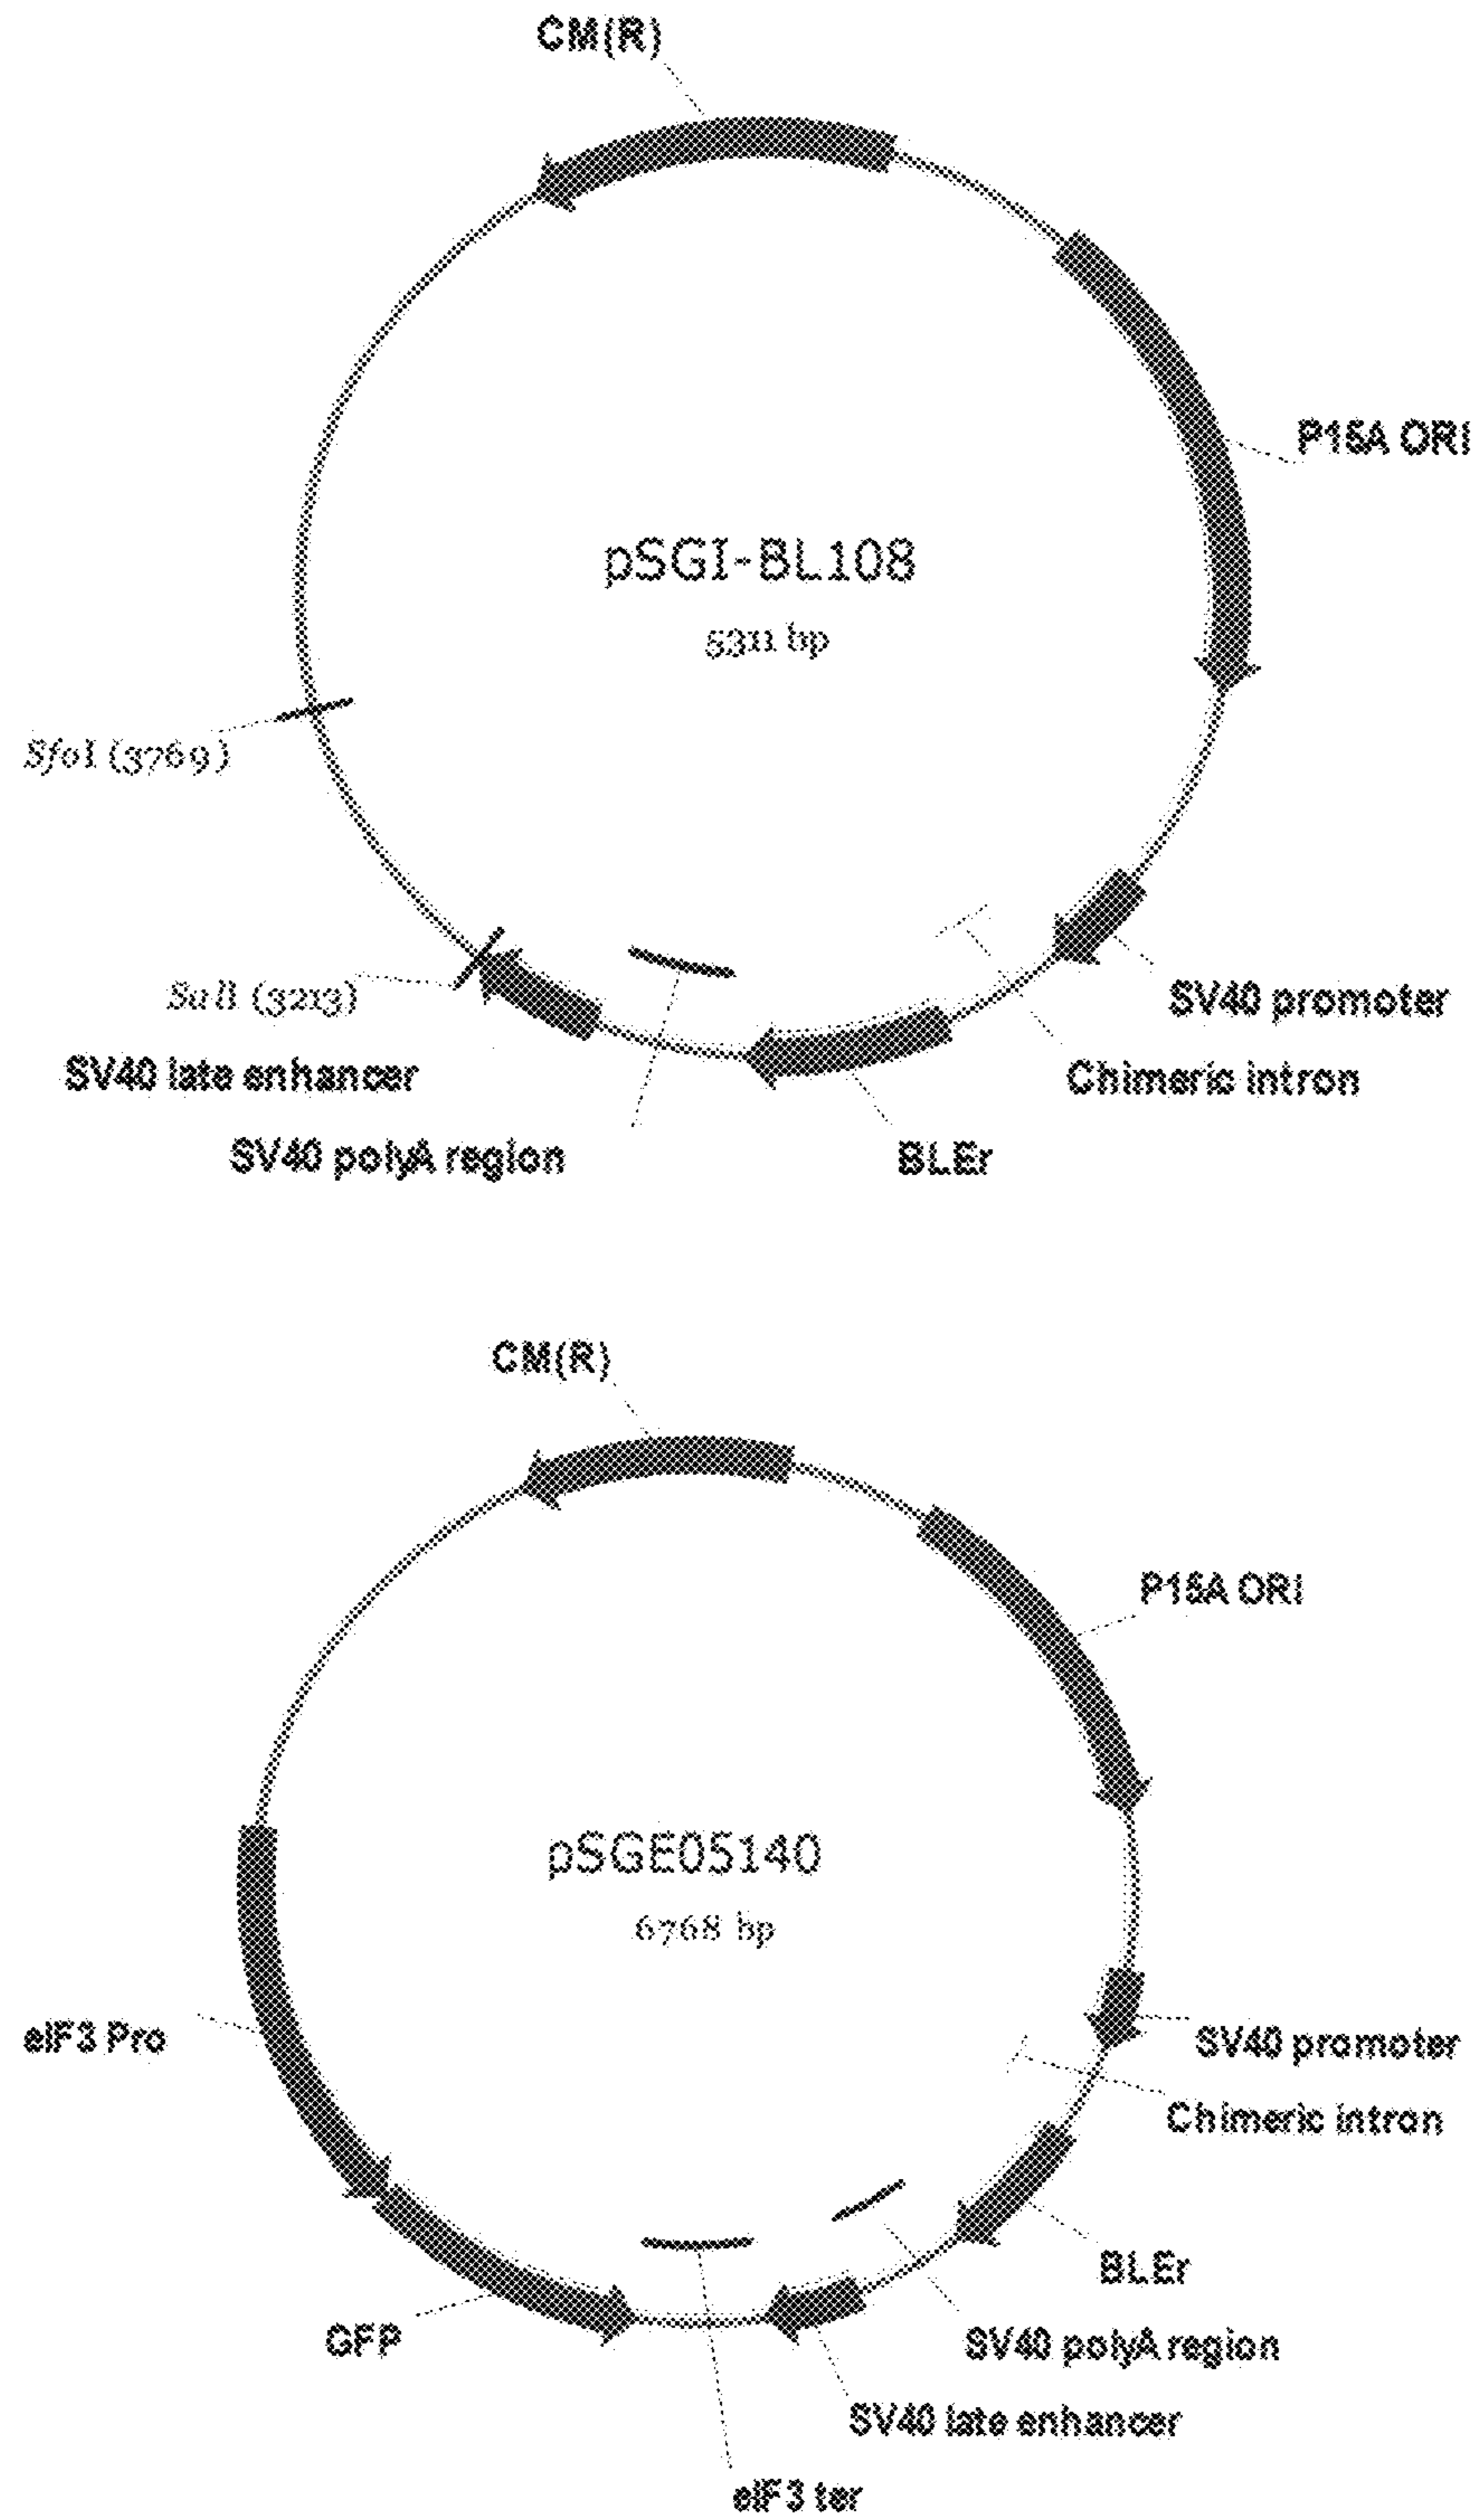 CM(R)
P15A ORI
pSGI-BL108
5311 bp
SfoI (3769)
SalI (3213)
SV40 promoter
SV40 late enhancer
Chimeric intron
SV40 polyA region
BLEr
CM(R)
P15A ORI
pSGE05140
6768 bp
eIF3 Pro
SV40 promoter
Chimeric intron
BLEr
GFP
SV40 polyA region
SV40 late enhancer
eIF3 ter